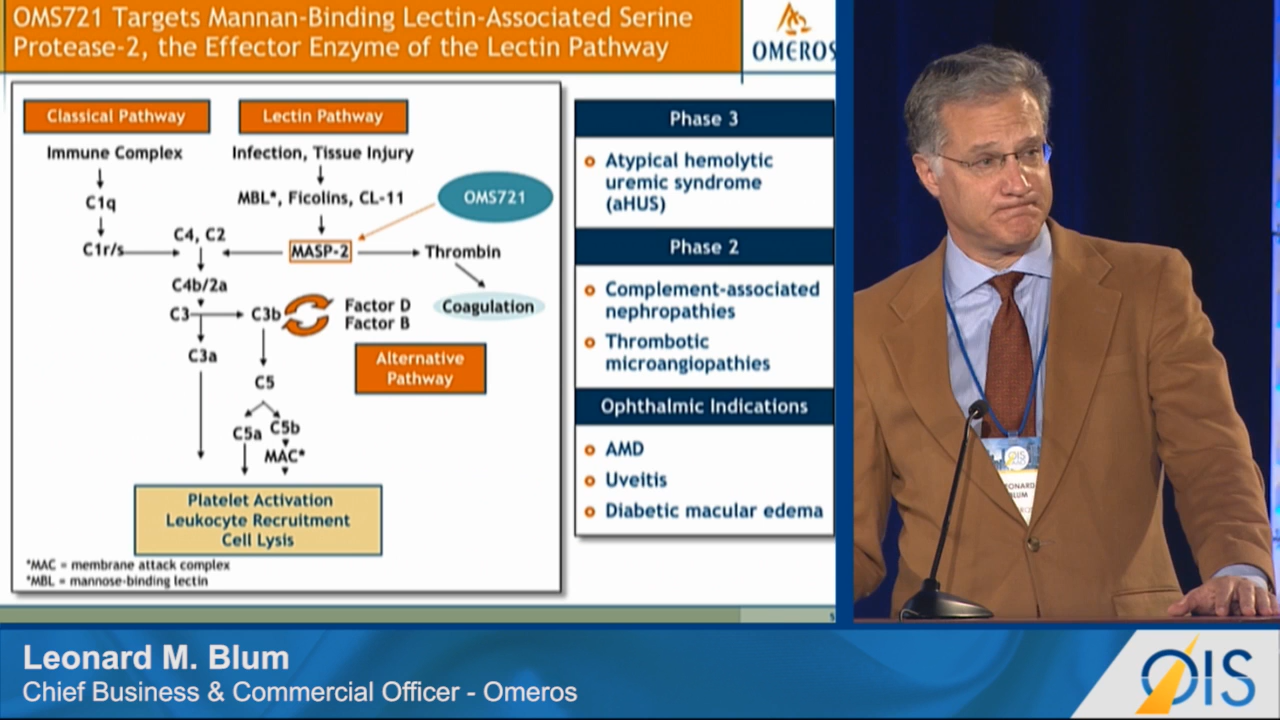 OMS721 Targets Mannan-Binding Lectin-Associated Serine
Protease-2, the Effector Enzyme of the Lectin Pathway
OMEROS
Classical Pathway
Lectin Pathway
Immune Complex
Infection, Tissue Injury
C1q
MBL*, Ficolins, CL-11
OMS721
C4, C2
C1r/s
MASP-2
Thrombin
C4b/2a
Coagulation
C3
C3b
Factor D
Factor B
C3a
Alternative
Pathway
C5
C5a
C5b
MAC*
Platelet Activation
Leukocyte Recruitment
Cell Lysis
*MAC = membrane attack complex
*MBL = mannose-binding lectin
Phase 3
Atypical hemolytic
uremic syndrome
(aHUS)
Phase 2
Complement-associated
nephropathies
Thrombotic
microangiopathies
Ophthalmic Indications
AMD
Uveitis
Diabetic macular edema
5
OIS
LEONARD
BLUM
Leonard M. Blum
Chief Business & Commercial Officer - Omeros
OIS